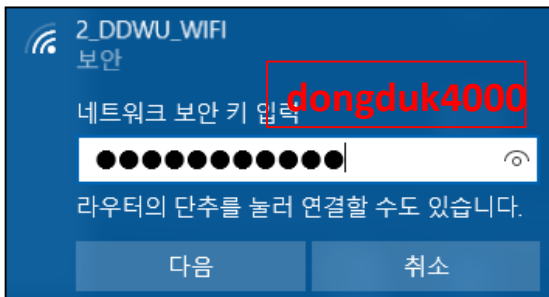 2_DDWU_WIFI
보안
dongduk4000
네트워크 보안 키 입력
●●●●●●●●●●●
라우터의 단추를 눌러 연결할 수도 있습니다.
다음
취소